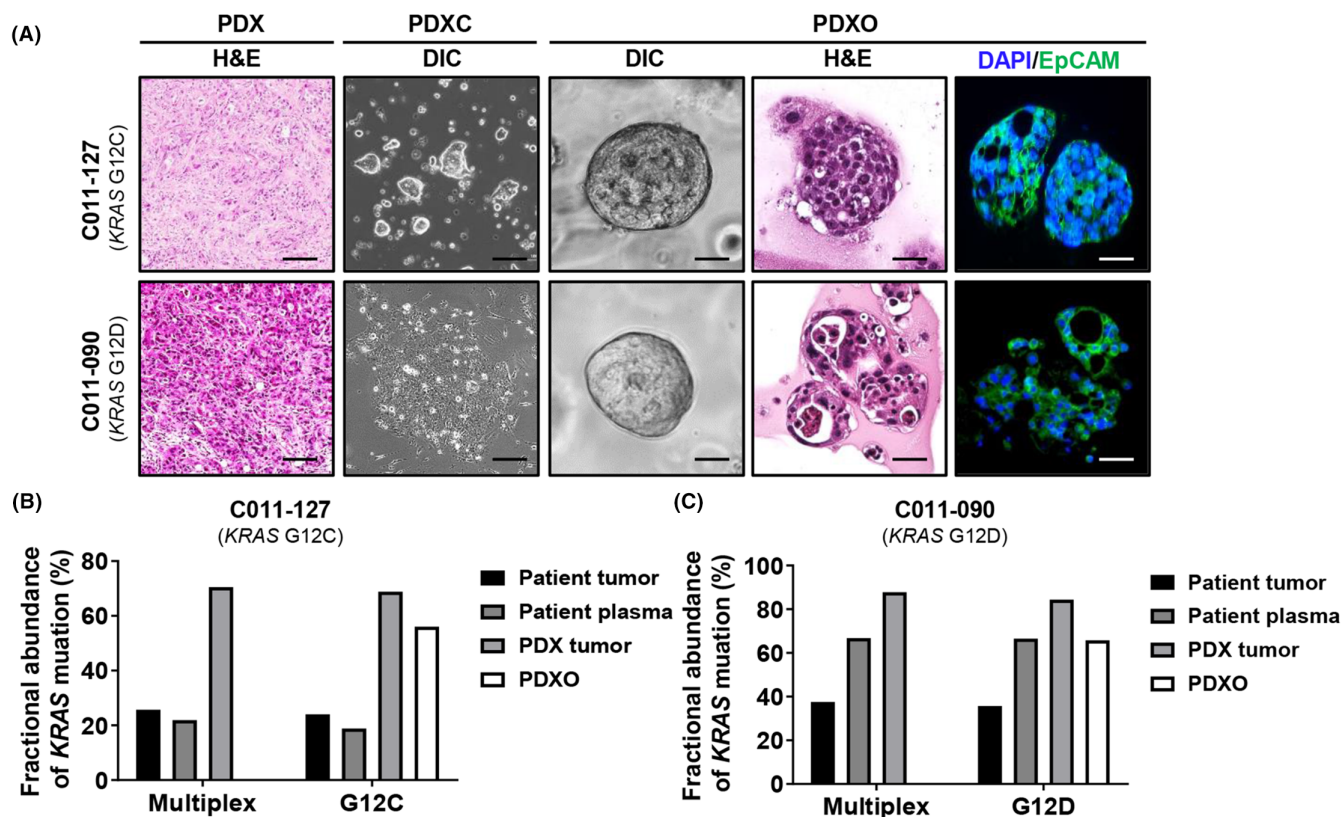 (A)
PDX PDXC PDXO
H&E DIC DIC H&E DAPI/EpCAM
C011-127
(KRAS G12C)
C011-090
(KRAS G12D)
(B)
C011-127
(KRAS G12C)
Fractional abundance
of KRAS muation (%)
80
60
40
20
0
Multiplex G12C
Patient tumor
Patient plasma
PDX tumor
PDXO
(C)
C011-090
(KRAS G12D)
Fractional abundance
of KRAS muation (%)
100
80
60
40
20
0
Multiplex G12D
Patient tumor
Patient plasma
PDX tumor
PDXO